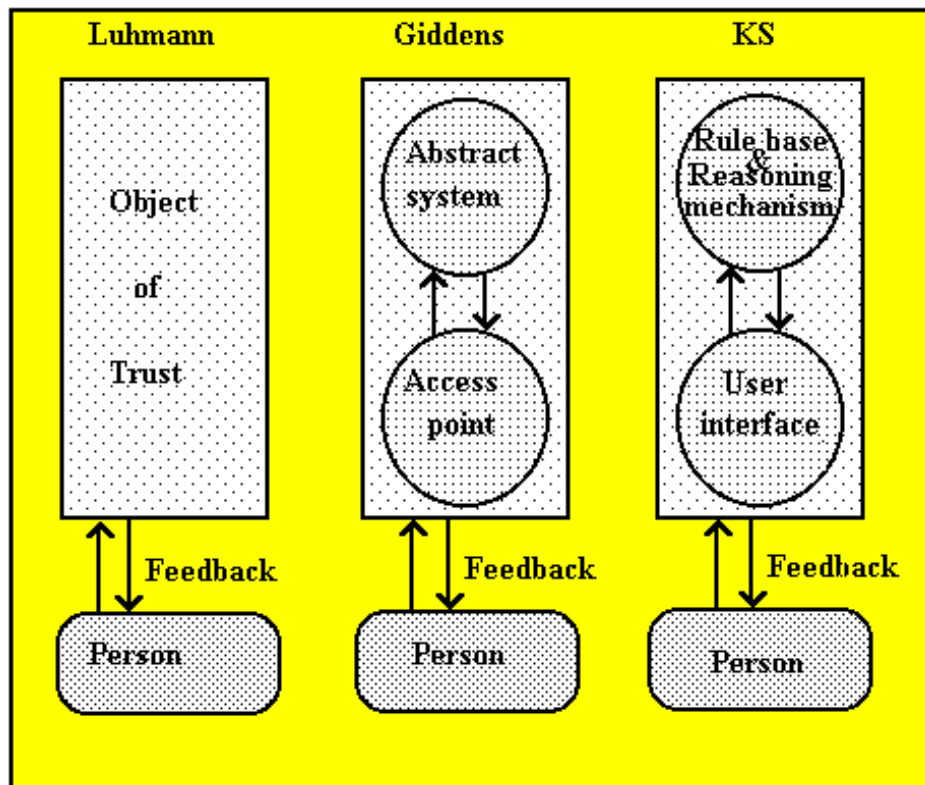 Luhmann
Object
of
Trust
Feedback
Person
Giddens
Abstract
system
Access
point
Feedback
Person
KS
Rule base
&
Reasoning
mechanism
User
interface
Feedback
Person